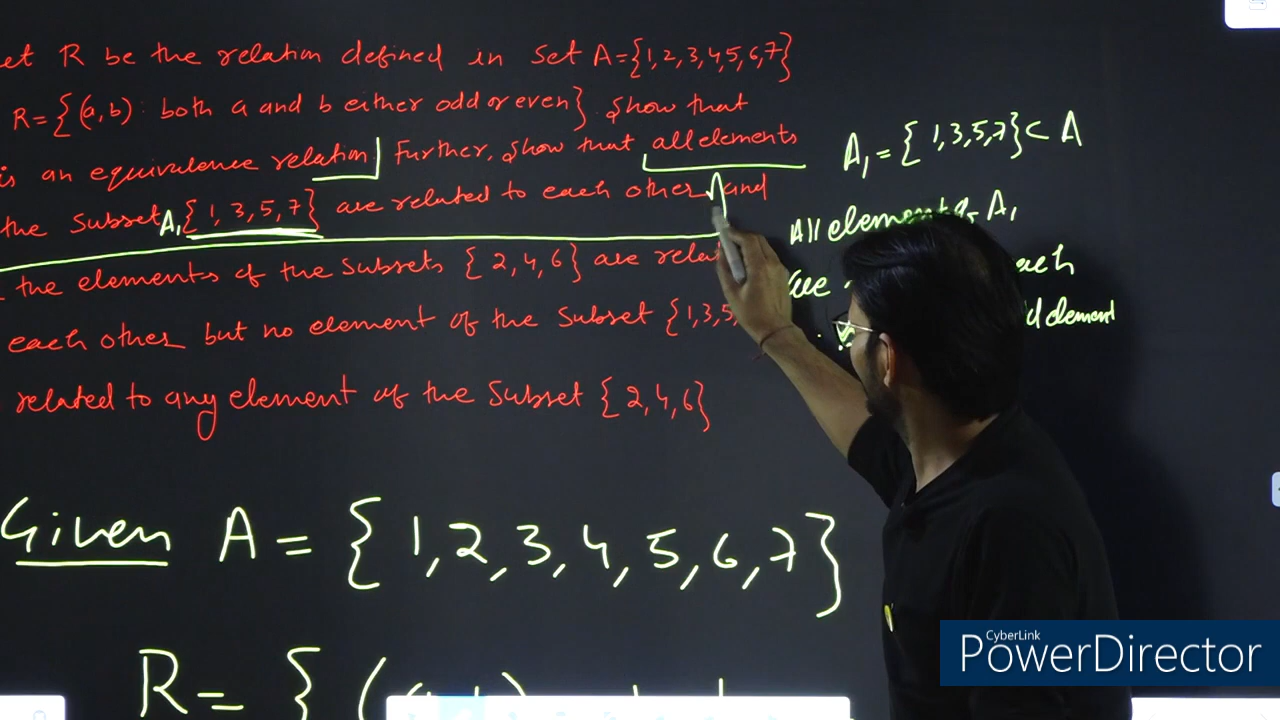 et R be the relation defined in set A={1,2,3,4,5,6,7}
R={(a,b): both a and b either odd or even}. Show that
is an equivalence relation] Further, show that all elements
the subset A₁{1,3,5,7} are related to each other, and
the elements of the subsets {2,4,6} are relat
each other but no element of the subset {1,3,5,
related to any element of the subset {2,4,6}
A₁={1,3,5,7}⊂A
All element of A₁
are
each
element
Given A = {1,2,3,4,5,6,7}
R= {(
CyberLink
PowerDirector